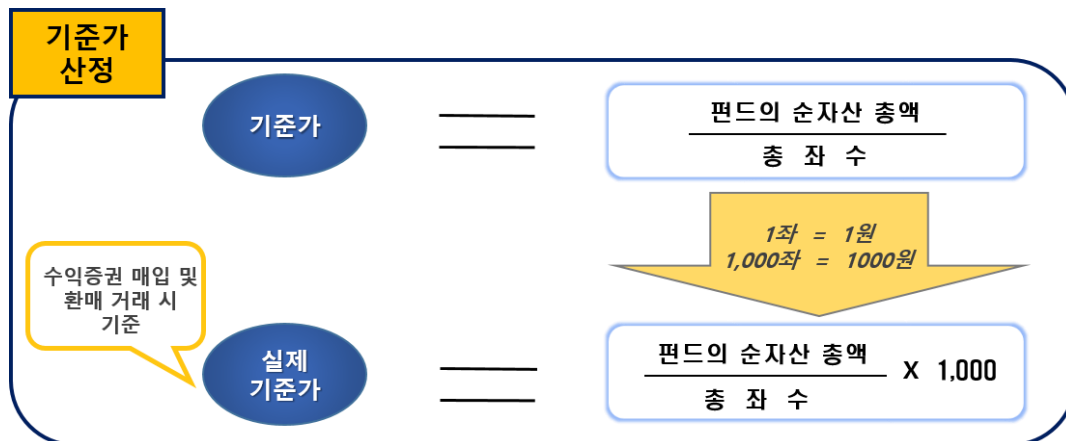 기준가
산정
기준가
펀드의 순자산 총액
총 좌 수
1좌 = 1원
1,000좌 = 1000원
수익증권 매입 및
환매 거래 시
기준
실제
기준가
펀드의 순자산 총액
총 좌 수
X 1,000